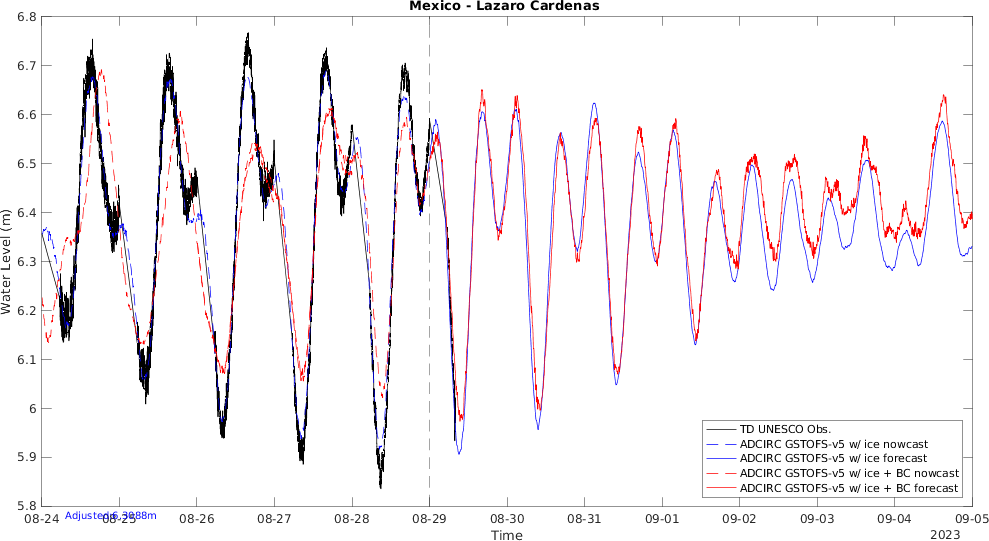 Mexico - Lazaro Cardenas
6.8
6.7
6.6
6.5
6.4
6.3
6.2
6.1
6
5.9
5.8
Water Level (m)
TD UNESCO Obs.
ADCIRC GSTOFS-v5 w/ ice nowcast
ADCIRC GSTOFS-v5 w/ ice forecast
ADCIRC GSTOFS-v5 w/ ice + BC nowcast
ADCIRC GSTOFS-v5 w/ ice + BC forecast
08-24 08-25 08-26 08-27 08-28 08-29 08-30 08-31 09-01 09-02 09-03 09-04 09-05
Adjusted
Time
2023